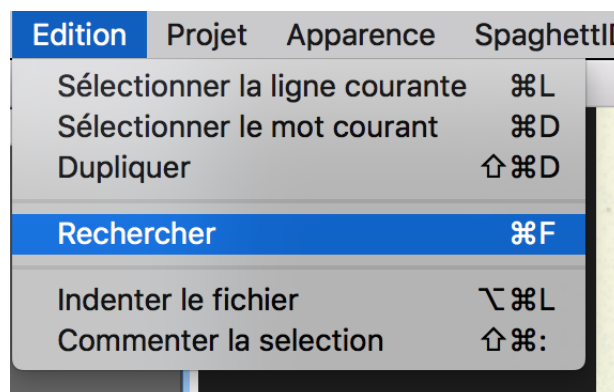 Edition Projet Apparence SpaghettID
Sélectionner la ligne courante ⌘L
Sélectionner le mot courant ⌘D
Dupliquer ⇧⌘D
Rechercher ⌘F
Indenter le fichier ⌥⌘L
Commenter la selection ⇧⌘: